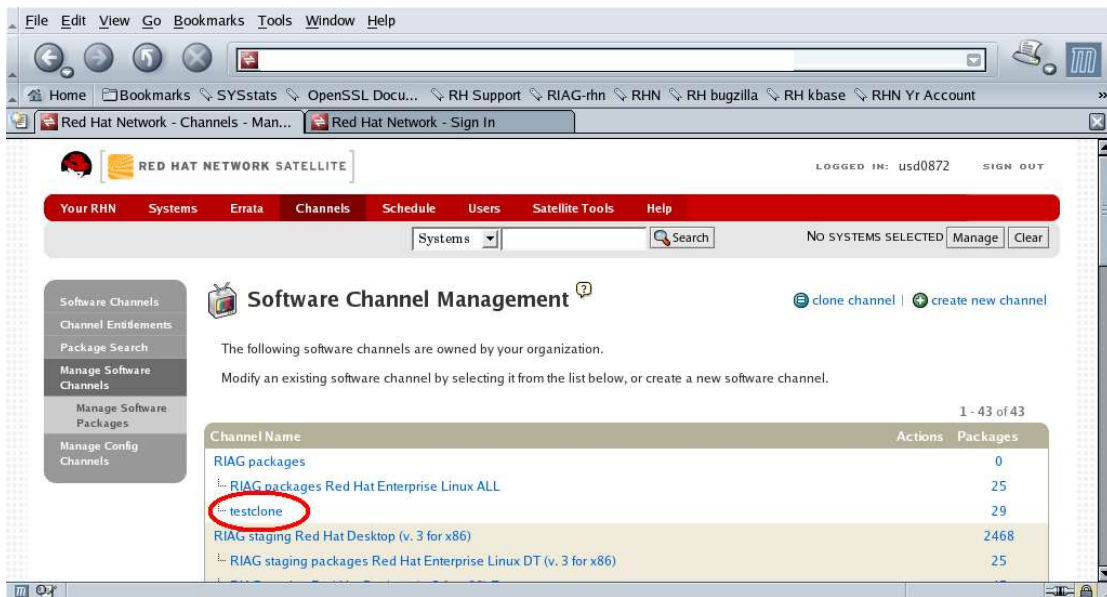 File Edit View Go Bookmarks Tools Window Help
Home Bookmarks SYSstats OpenSSL Docu... RH Support RIAG-rhn RHN RH bugzilla RH kbase RHN Yr Account »
Red Hat Network - Channels - Man... Red Hat Network - Sign In
RED HAT NETWORK SATELLITE
LOGGED IN: usd0872 SIGN OUT
Your RHN Systems Errata Channels Schedule Users Satellite Tools Help
Systems Search NO SYSTEMS SELECTED Manage Clear
Software Channels
Channel Entitlements
Package Search
Manage Software Channels
Manage Software Packages
Manage Config Channels
Software Channel Management ?
clone channel | create new channel
The following software channels are owned by your organization.
Modify an existing software channel by selecting it from the list below, or create a new software channel.
1 - 43 of 43
Channel Name Actions Packages
RIAG packages 0
RIAG packages Red Hat Enterprise Linux ALL 25
testclone 29
RIAG staging Red Hat Desktop (v. 3 for x86) 2468
RIAG staging packages Red Hat Enterprise Linux DT (v. 3 for x86) 25